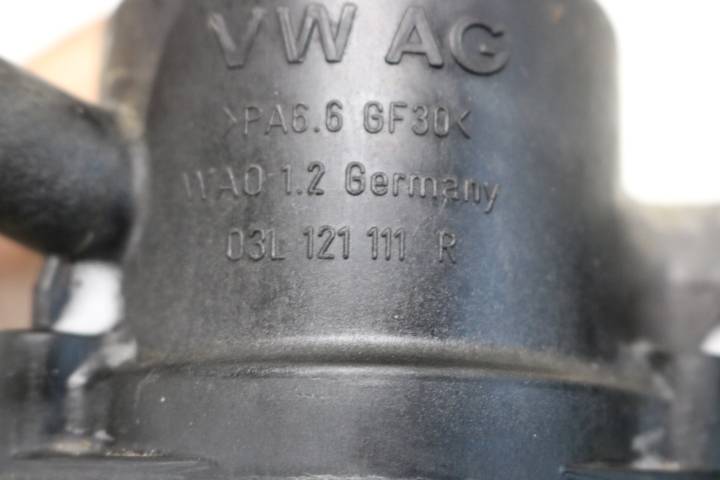 VW AG
>PA6.6 GF30<
WAO 1.2 Germany
03L 121 111 R